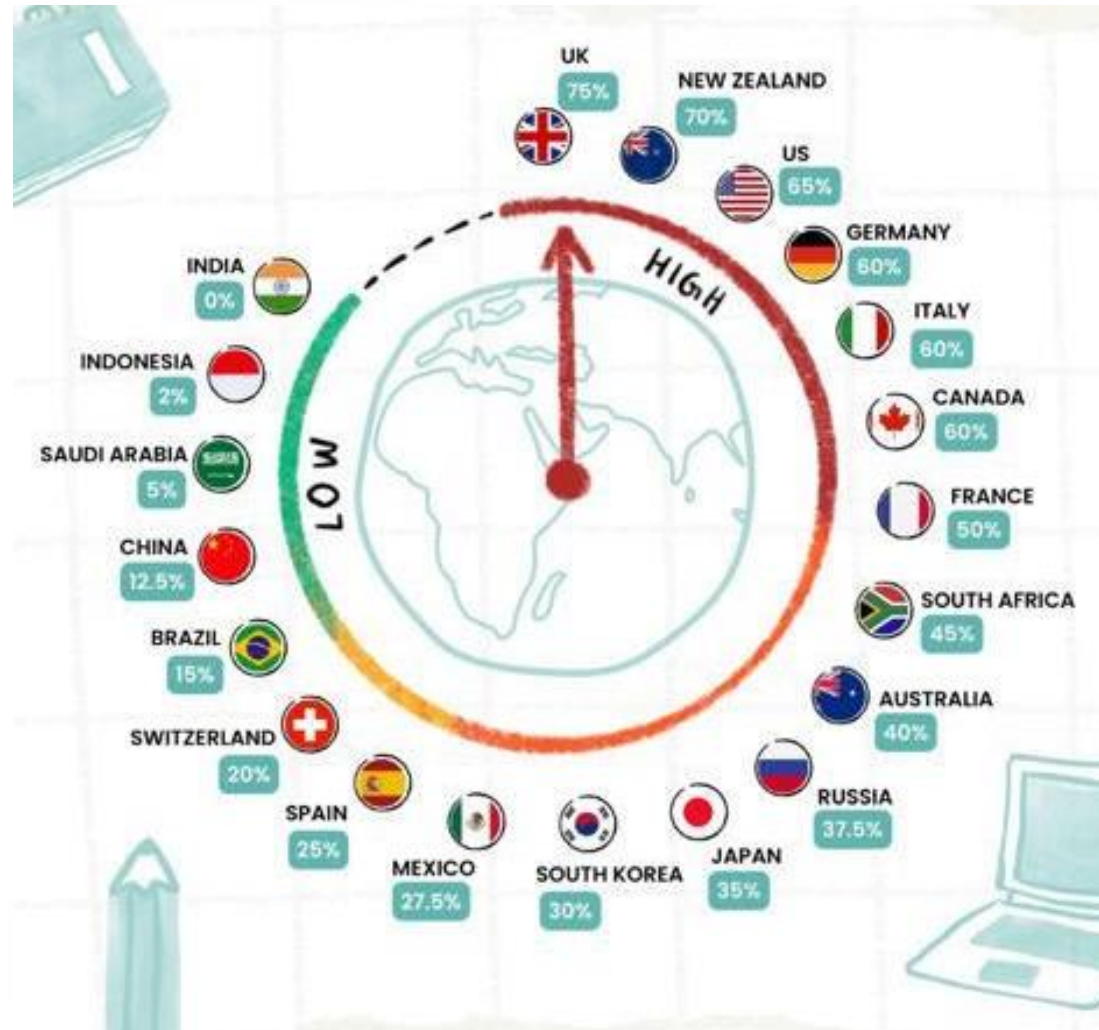 UK
75%
NEW ZEALAND
70%
US
65%
GERMANY
60%
ITALY
60%
CANADA
60%
FRANCE
50%
SOUTH AFRICA
45%
AUSTRALIA
40%
RUSSIA
37.5%
JAPAN
35%
SOUTH KOREA
30%
MEXICO
27.5%
SPAIN
25%
SWITZERLAND
20%
BRAZIL
15%
CHINA
12.5%
SAUDI ARABIA
5%
INDONESIA
2%
INDIA
0%
HIGH
LOW